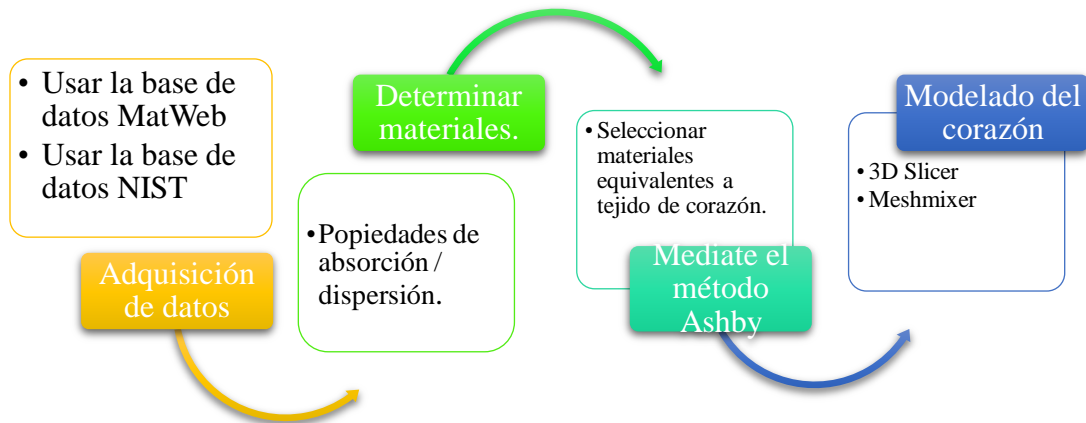 • Usar la base de
datos MatWeb
• Usar la base de
datos NIST
Adquisición
de datos
Determinar
materiales.
•Popiedades de
absorción /
dispersión.
•Seleccionar
materiales
equivalentes a
tejido de corazón.
Mediate el
método
Ashby
Modelado del
corazón
•3D Slicer
•Meshmixer